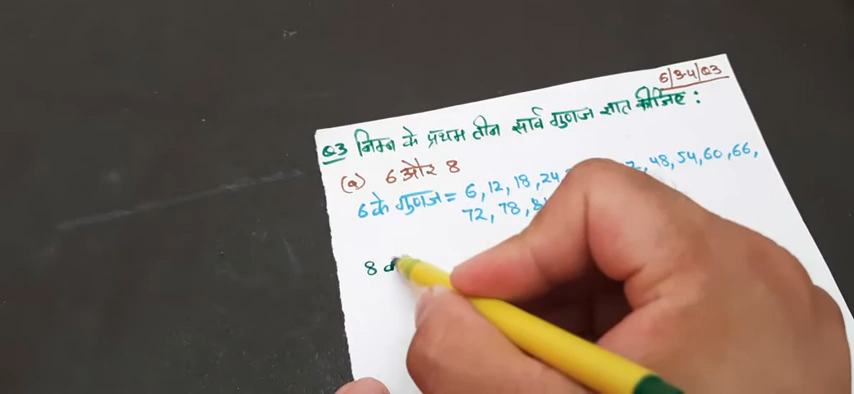 6/3.4/Q3
Q3 निम्न के प्रथम तीन सार्व गुणज ज्ञात कीजिए :
(a) 6 और 8
6 के गुणज = 6, 12, 18, 24 48, 54, 60, 66,
72, 78,
8